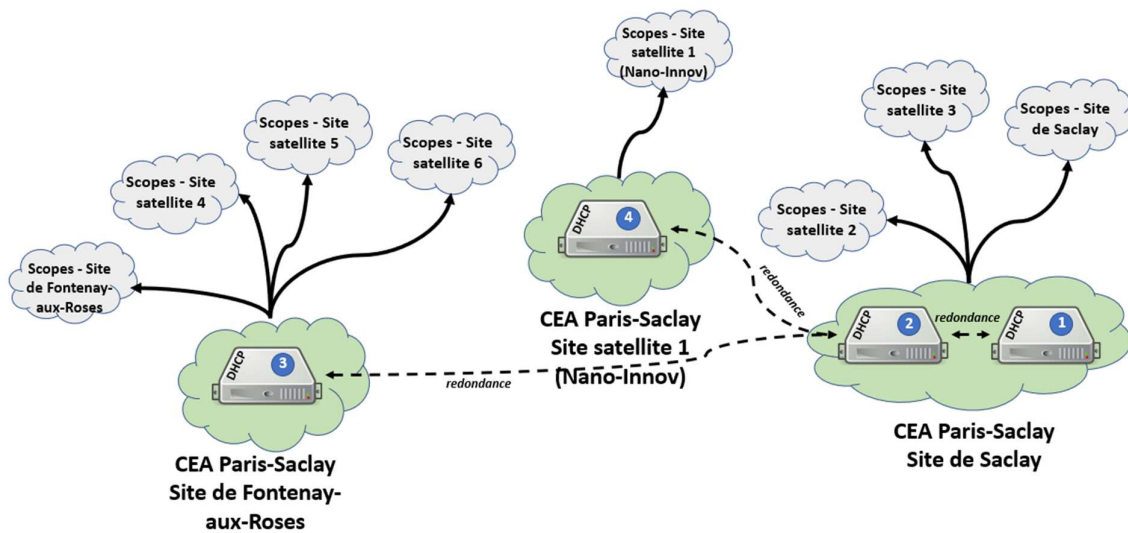 Scopes - Site
satellite 1
(Nano-Innov)
Scopes - Site
satellite 3
Scopes - Site
de Saclay
Scopes - Site
satellite 5
Scopes - Site
satellite 6
Scopes - Site
satellite 4
Scopes - Site
satellite 2
Scopes - Site
de Fontenay-
aux-Roses
DHCP
4
redondance
CEA Paris-Saclay
Site satellite 1
(Nano-Innov)
DHCP
2
redondance
DHCP
1
DHCP
3
redondance
CEA Paris-Saclay
Site de Saclay
CEA Paris-Saclay
Site de Fontenay-
aux-Roses